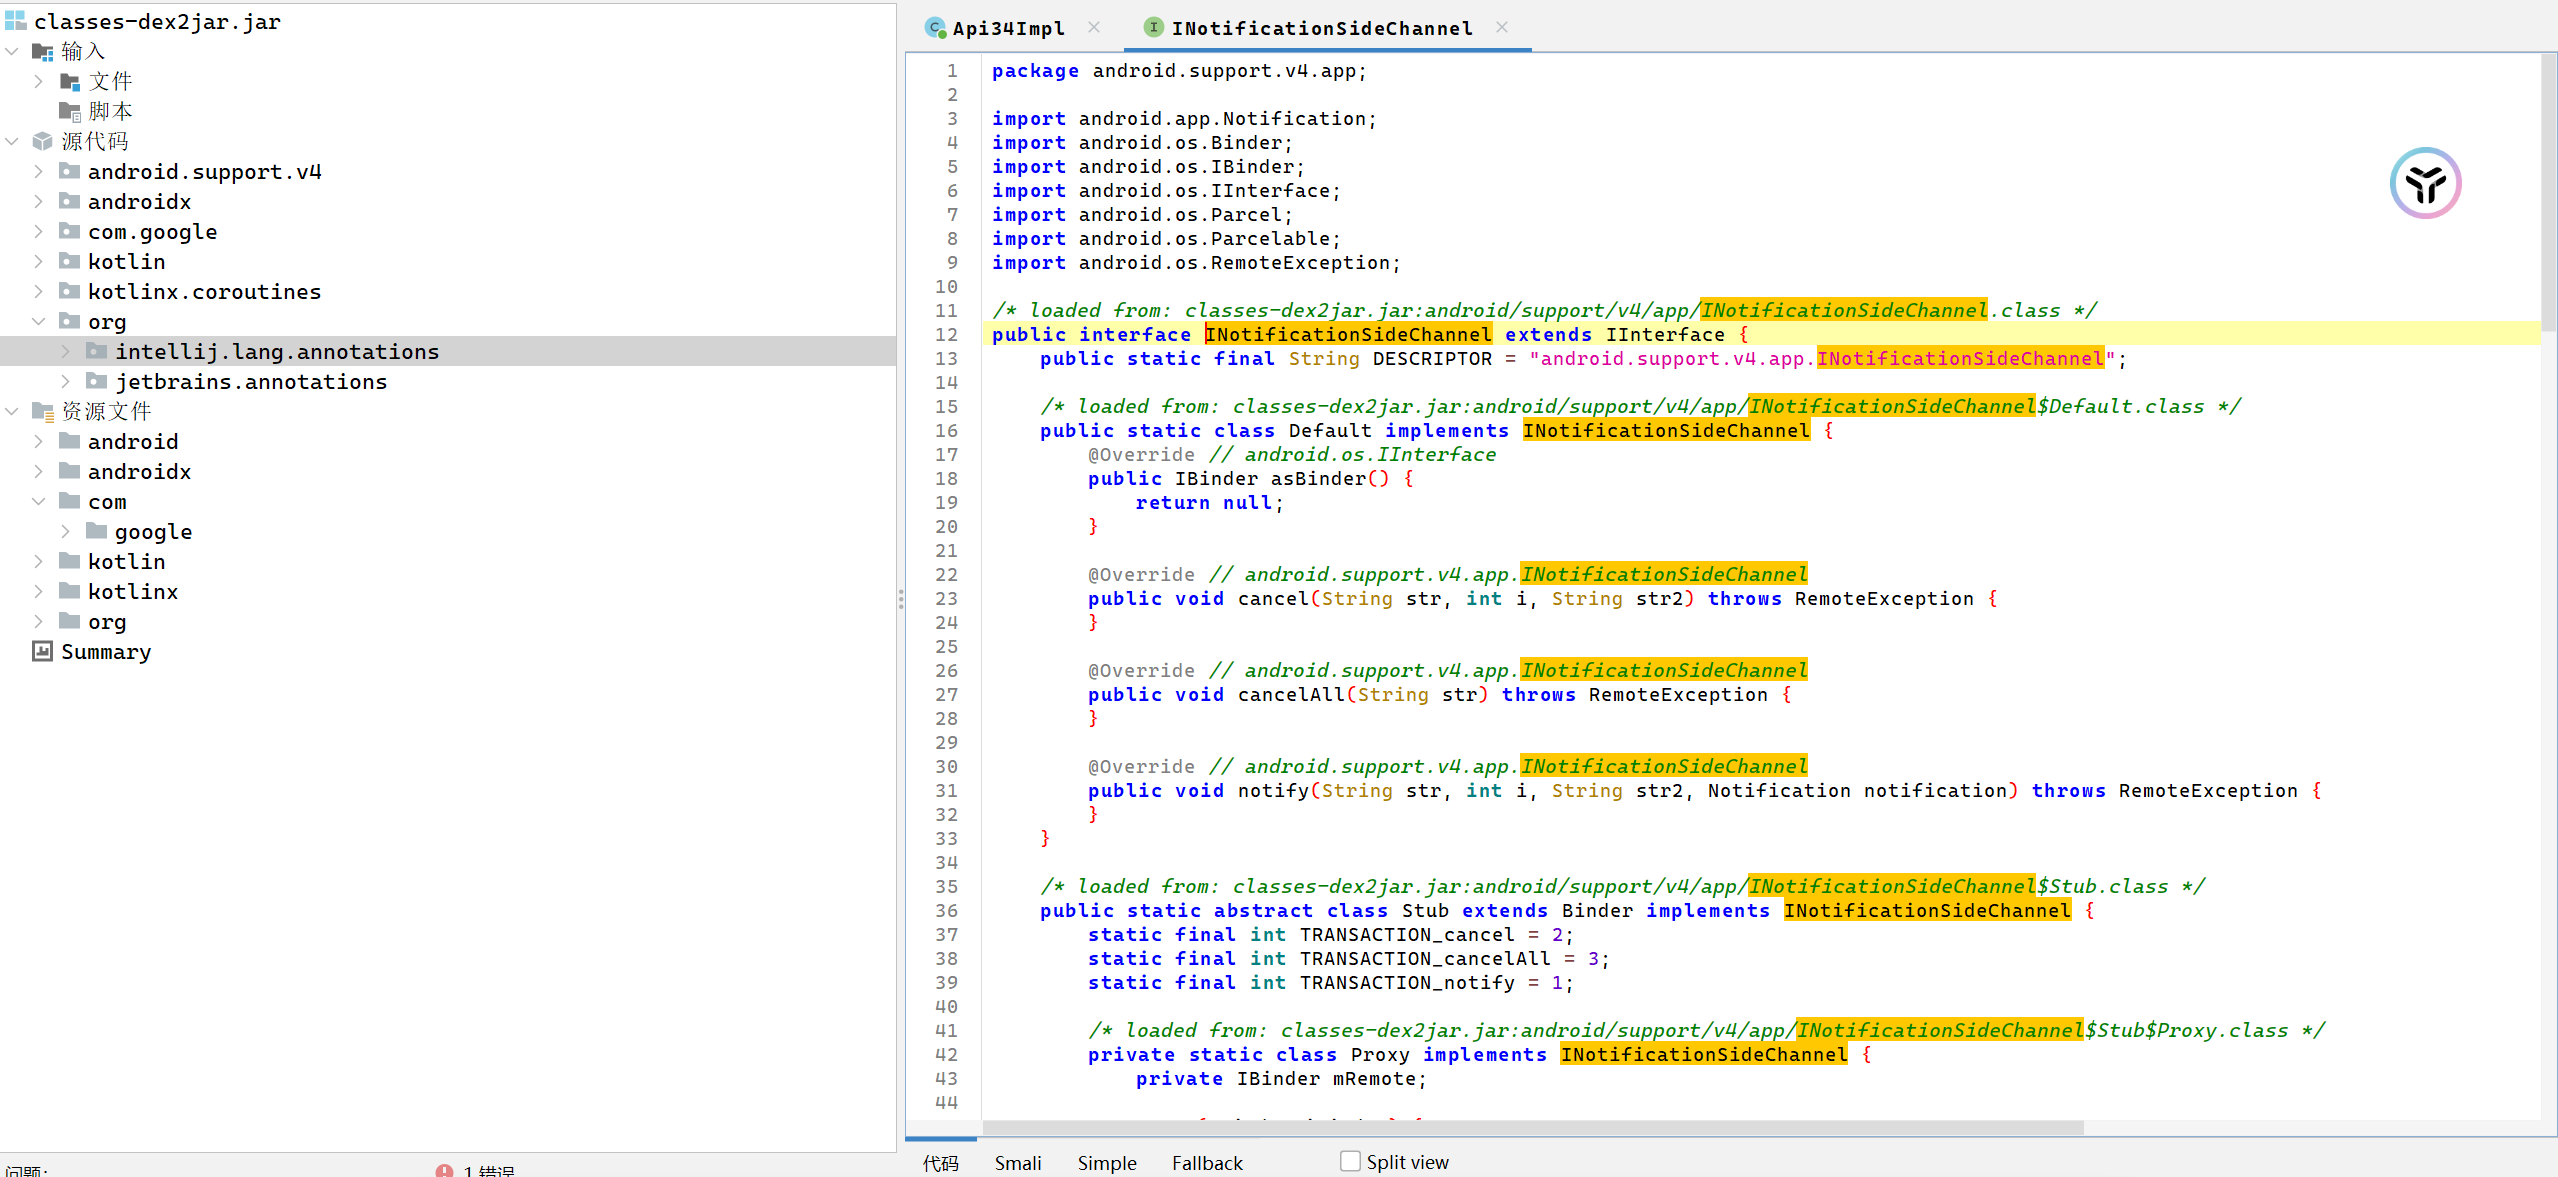 classes-dex2jar.jar
输入
文件
脚本
源代码
android.support.v4
androidx
com.google
kotlin
kotlinx.coroutines
org
intellij.lang.annotations
jetbrains.annotations
资源文件
android
androidx
com
google
kotlin
kotlinx
org
Summary
问题:
1 错误
Api34Impl
INotificationSideChannel
1 package android.support.v4.app;
2
3 import android.app.Notification;
4 import android.os.Binder;
5 import android.os.IBinder;
6 import android.os.IInterface;
7 import android.os.Parcel;
8 import android.os.Parcelable;
9 import android.os.RemoteException;
10
11 /* loaded from: classes-dex2jar.jar:android/support/v4/app/INotificationSideChannel.class */
12 public interface INotificationSideChannel extends IInterface {
13 public static final String DESCRIPTOR = "android.support.v4.app.INotificationSideChannel";
14
15 /* loaded from: classes-dex2jar.jar:android/support/v4/app/INotificationSideChannel$Default.class */
16 public static class Default implements INotificationSideChannel {
17 @Override // android.os.IInterface
18 public IBinder asBinder() {
19 return null;
20 }
21
22 @Override // android.support.v4.app.INotificationSideChannel
23 public void cancel(String str, int i, String str2) throws RemoteException {
24 }
25
26 @Override // android.support.v4.app.INotificationSideChannel
27 public void cancelAll(String str) throws RemoteException {
28 }
29
30 @Override // android.support.v4.app.INotificationSideChannel
31 public void notify(String str, int i, String str2, Notification notification) throws RemoteException {
32 }
33 }
34
35 /* loaded from: classes-dex2jar.jar:android/support/v4/app/INotificationSideChannel$Stub.class */
36 public static abstract class Stub extends Binder implements INotificationSideChannel {
37 static final int TRANSACTION_cancel = 2;
38 static final int TRANSACTION_cancelAll = 3;
39 static final int TRANSACTION_notify = 1;
40
41 /* loaded from: classes-dex2jar.jar:android/support/v4/app/INotificationSideChannel$Stub$Proxy.class */
42 private static class Proxy implements INotificationSideChannel {
43 private IBinder mRemote;
44
代码 Smali Simple Fallback Split view